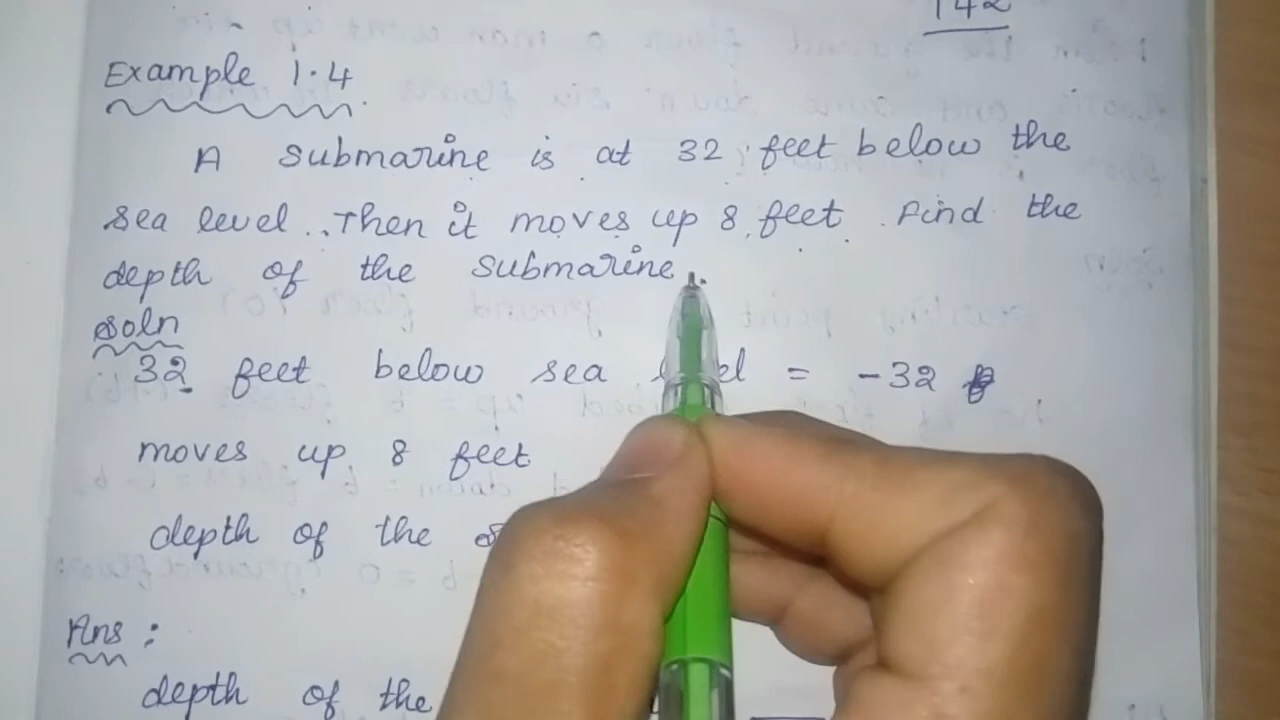 142
Example 1.4
A submarine is at 32 feet below the
sea level. Then it moves up 8 feet. Find the
depth of the submarine.
Soln
32 feet below sea = -32
moves up 8 feet
depth of the
Ans :
depth of the